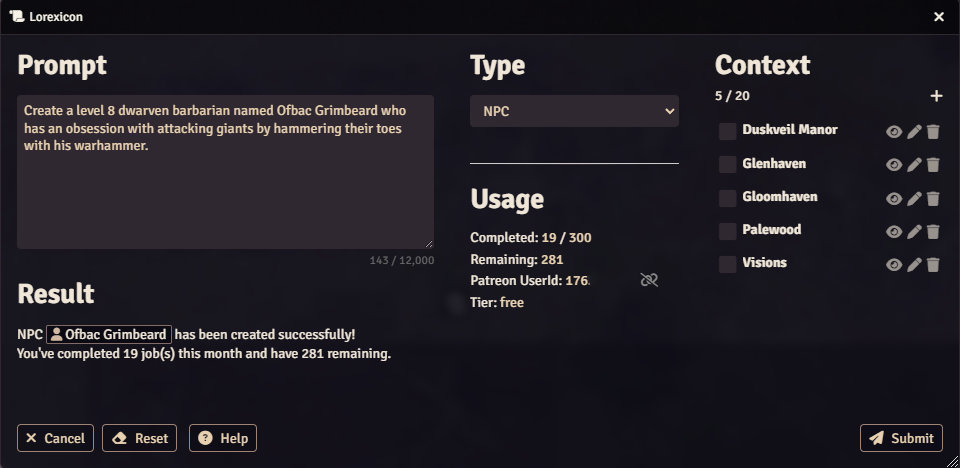 Lorexicon
Prompt
Create a level 8 dwarven barbarian named Ofbac Grimbeard who
has an obsession with attacking giants by hammering their toes
with his warhammer.
143 / 12,000
Result
NPC Ofbac Grimbeard has been created successfully!
You've completed 19 job(s) this month and have 281 remaining.
Cancel
Reset
Help
Type
NPC
Usage
Completed: 19 / 300
Remaining: 281
Patreon UserId: 176
Tier: free
Context
5 / 20
Duskveil Manor
Glenhaven
Gloomhaven
Palewood
Visions
Submit